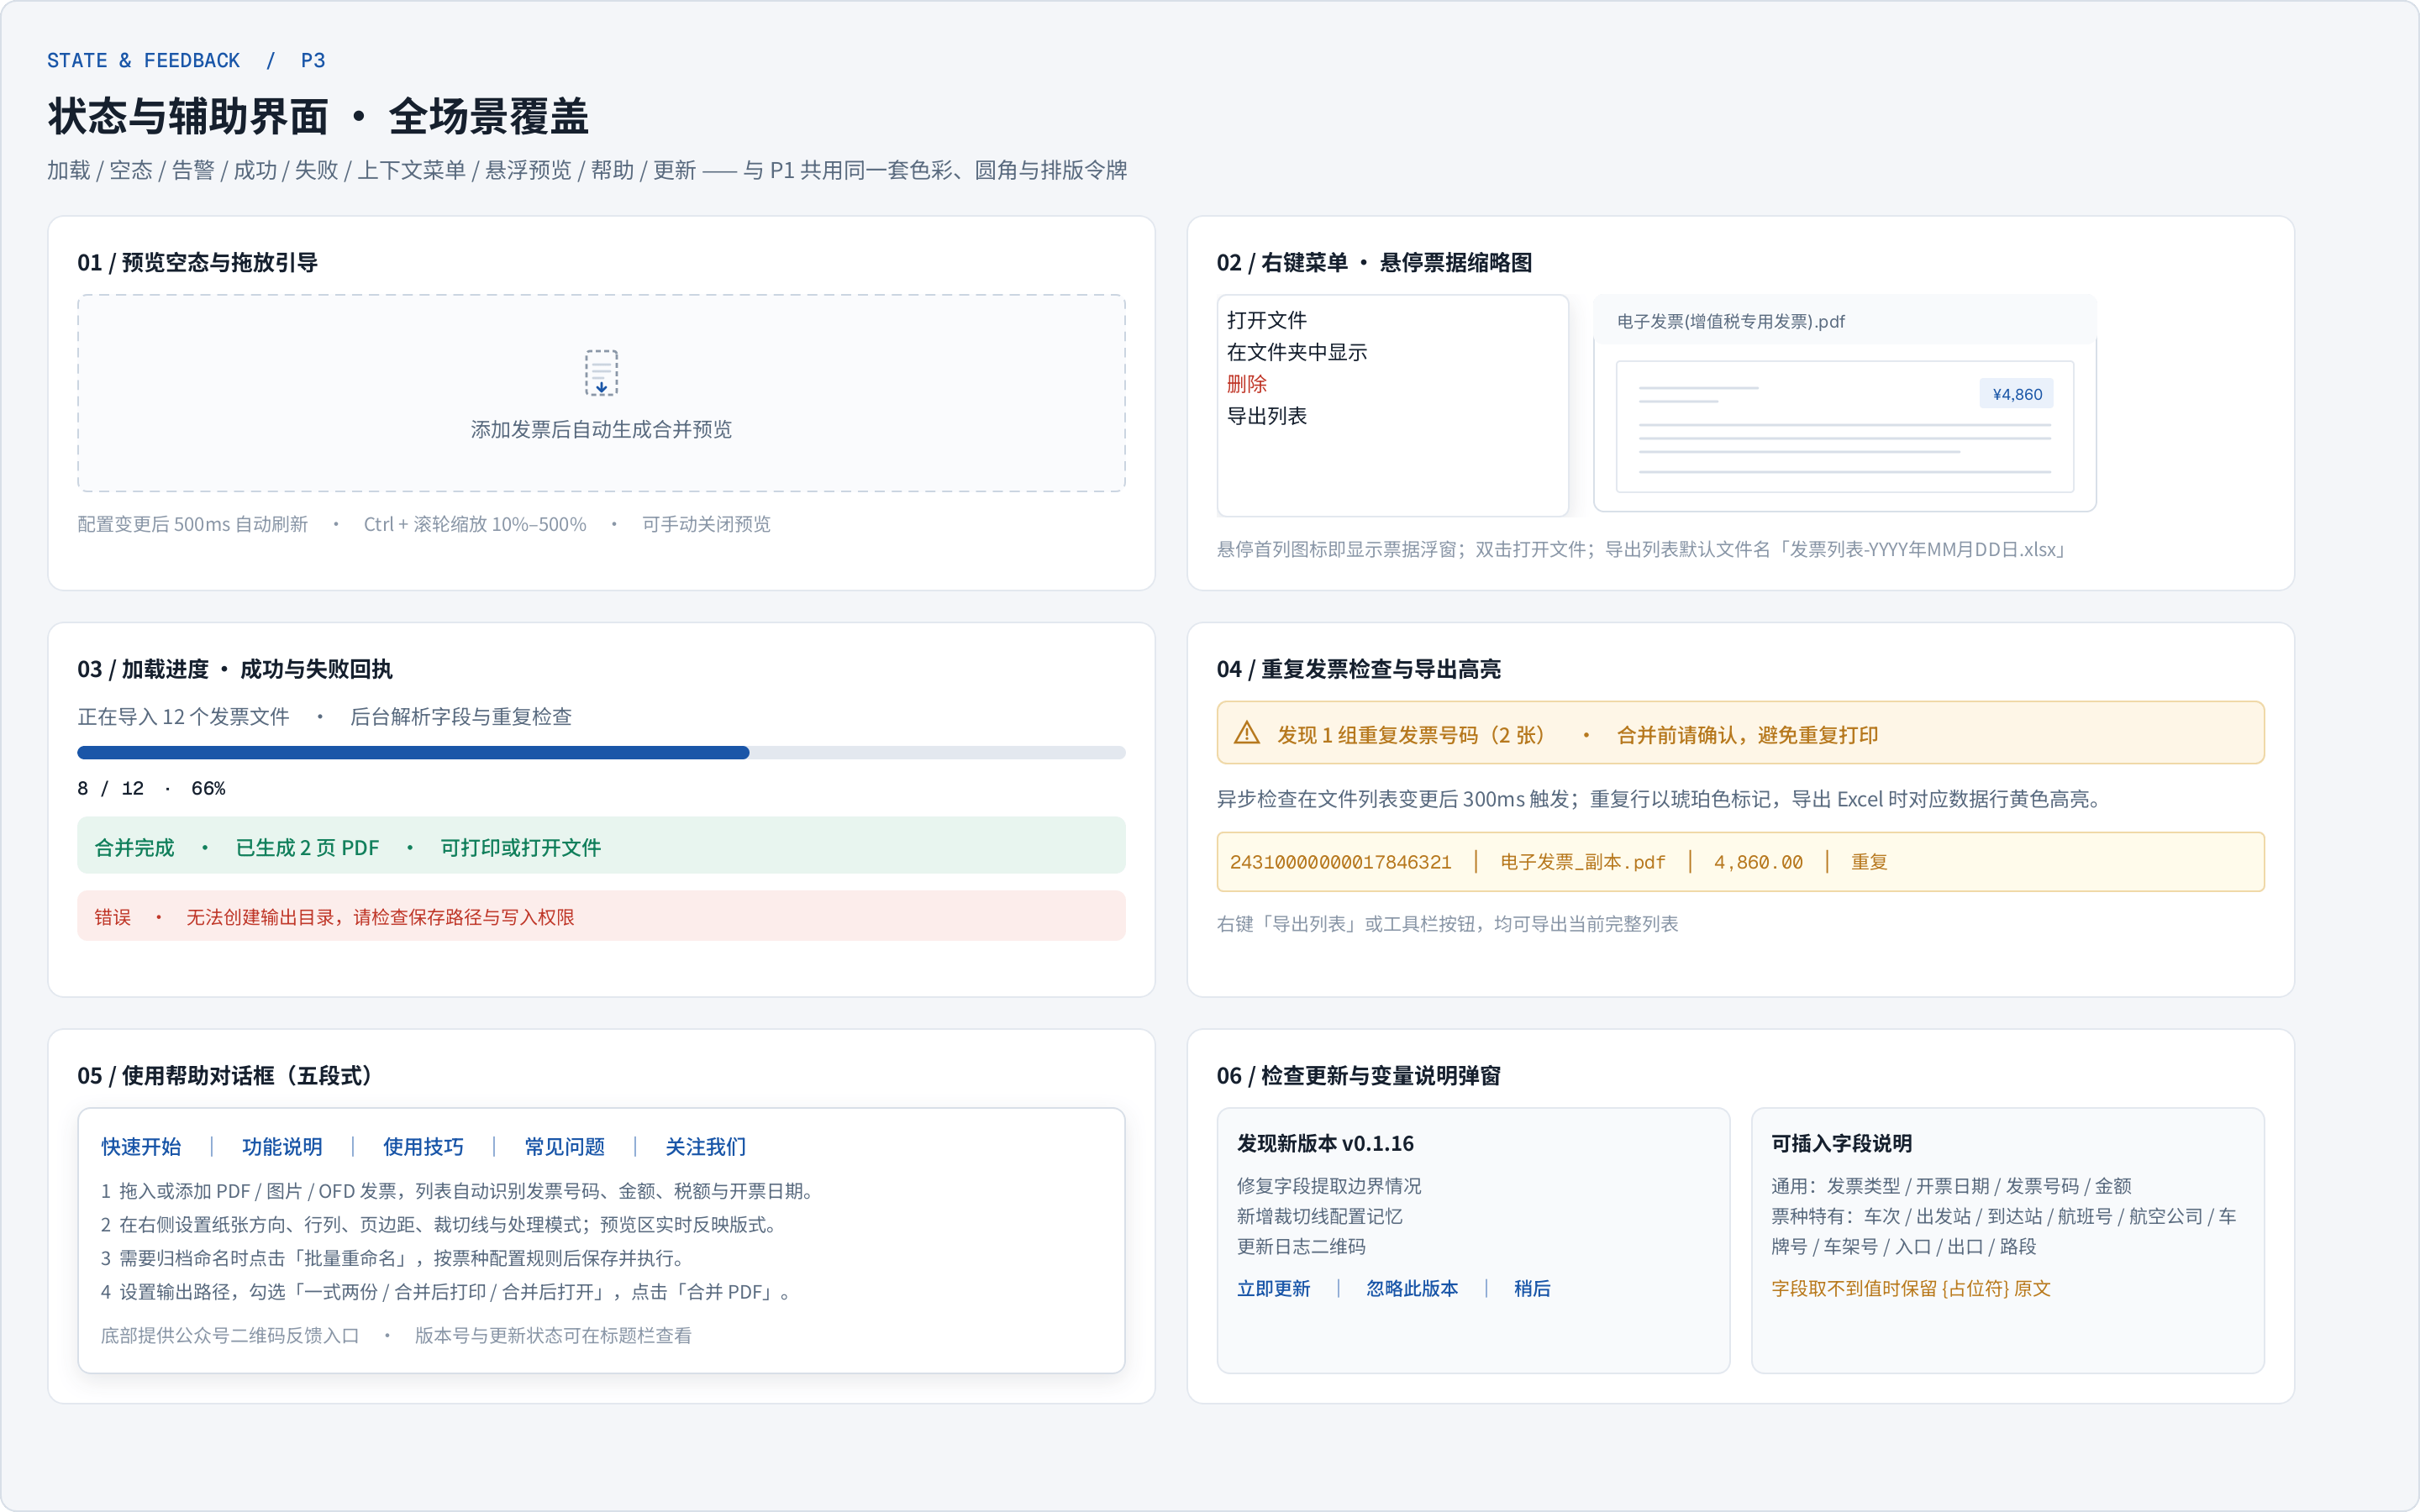 STATE & FEEDBACK / P3
状态与辅助界面 · 全场景覆盖
加载 / 空态 / 告警 / 成功 / 失败 / 上下文菜单 / 悬浮预览 / 帮助 / 更新 —— 与 P1 共用同一套色彩、圆角与排版令牌
01 / 预览空态与拖放引导
添加发票后自动生成合并预览
配置变更后 500ms 自动刷新 · Ctrl + 滚轮缩放 10%–500% · 可手动关闭预览
02 / 右键菜单 · 悬停票据缩略图
打开文件
在文件夹中显示
删除
导出列表
电子发票(增值税专用发票).pdf
¥4,860
悬停首列图标即显示票据浮窗；双击打开文件；导出列表默认文件名「发票列表-YYYY年MM月DD日.xlsx」
03 / 加载进度 · 成功与失败回执
正在导入 12 个发票文件 · 后台解析字段与重复检查
8 / 12 · 66%
合并完成 · 已生成 2 页 PDF · 可打印或打开文件
错误 · 无法创建输出目录，请检查保存路径与写入权限
04 / 重复发票检查与导出高亮
发现 1 组重复发票号码（2 张） · 合并前请确认，避免重复打印
异步检查在文件列表变更后 300ms 触发；重复行以琥珀色标记，导出 Excel 时对应数据行黄色高亮。
24310000000017846321 | 电子发票_副本.pdf | 4,860.00 | 重复
右键「导出列表」或工具栏按钮，均可导出当前完整列表
05 / 使用帮助对话框（五段式）
快速开始 | 功能说明 | 使用技巧 | 常见问题 | 关注我们
1 拖入或添加 PDF / 图片 / OFD 发票，列表自动识别发票号码、金额、税额与开票日期。
2 在右侧设置纸张方向、行列、页边距、裁切线与处理模式；预览区实时反映版式。
3 需要归档命名时点击「批量重命名」，按票种配置规则后保存并执行。
4 设置输出路径，勾选「一式两份 / 合并后打印 / 合并后打开」，点击「合并 PDF」。
底部提供公众号二维码反馈入口 · 版本号与更新状态可在标题栏查看
06 / 检查更新与变量说明弹窗
发现新版本 v0.1.16
修复字段提取边界情况
新增裁切线配置记忆
更新日志二维码
立即更新 | 忽略此版本 | 稍后
可插入字段说明
通用：发票类型 / 开票日期 / 发票号码 / 金额
票种特有：车次 / 出发站 / 到达站 / 航班号 / 航空公司 / 车
牌号 / 车架号 / 入口 / 出口 / 路段
字段取不到值时保留 {占位符} 原文